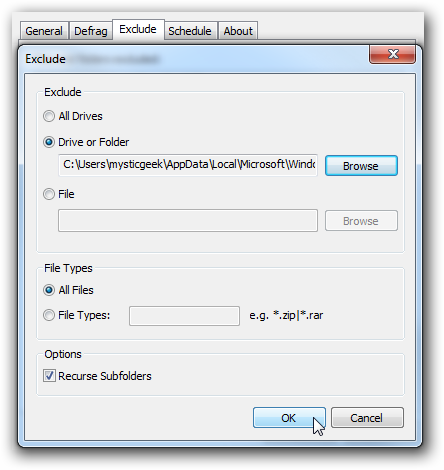 General Defrag Exclude Schedule About
Exclude
Exclude
All Drives
Drive or Folder
C:\Users\mysticgeek\AppData\Local\Microsoft\Windo
Browse
File
Browse
File Types
All Files
File Types:
e.g. *.zip|*.rar
Options
Recurse Subfolders
OK
Cancel